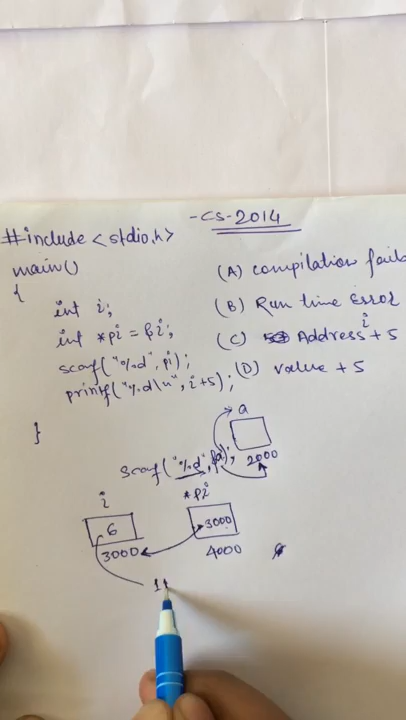 -CS-2014
#include <stdio.h>
main()
{
int i;
int *pi = &i;
scanf("%d", pi);
printf("%d\n", i+5);
}
(A) compilation fails
(B) Run time Error
(C) Address i + 5
(D) value + 5
a
2000
scanf("%d", &a);
i
6
3000
*pi
3000
4000
11